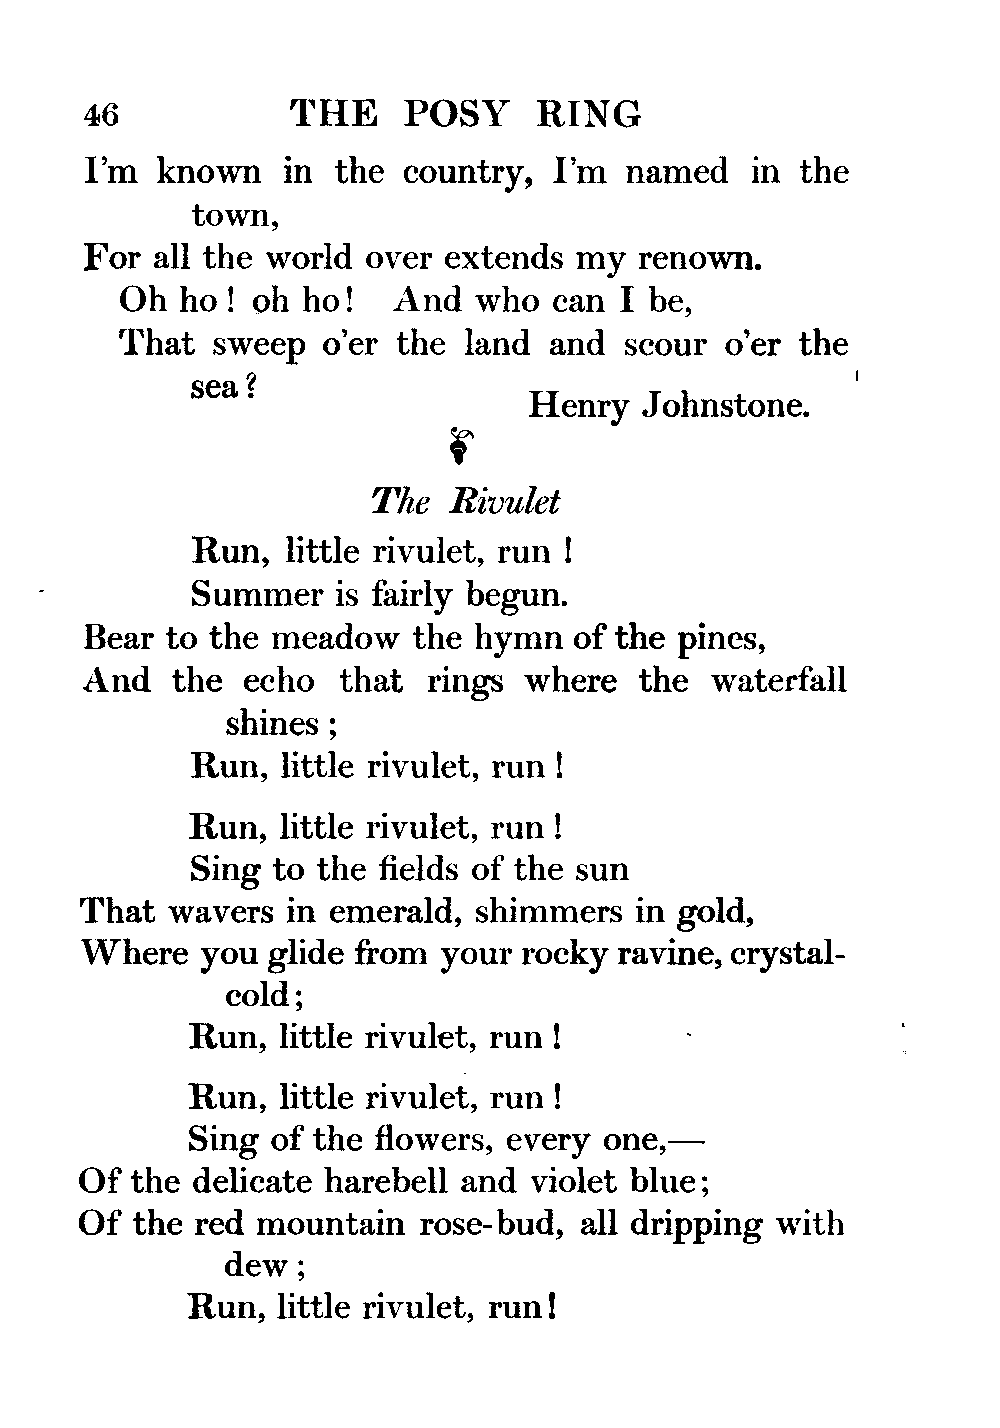 46 THE POSY RING
I'm known in the country, I'm named in the
town,
For all the world over extends my renown.
Oh ho! oh ho! And who can I be,
That sweep o'er the land and scour o'er the
sea?
Henry Johnstone.
The Rivulet
Run, little rivulet, run!
Summer is fairly begun.
Bear to the meadow the hymn of the pines,
And the echo that rings where the waterfall
shines;
Run, little rivulet, run!
Run, little rivulet, run!
Sing to the fields of the sun
That wavers in emerald, shimmers in gold,
Where you glide from your rocky ravine, crystal-
cold;
Run, little rivulet, run!
Run, little rivulet, run!
Sing of the flowers, every one,—
Of the delicate harebell and violet blue;
Of the red mountain rose-bud, all dripping with
dew;
Run, little rivulet, run!